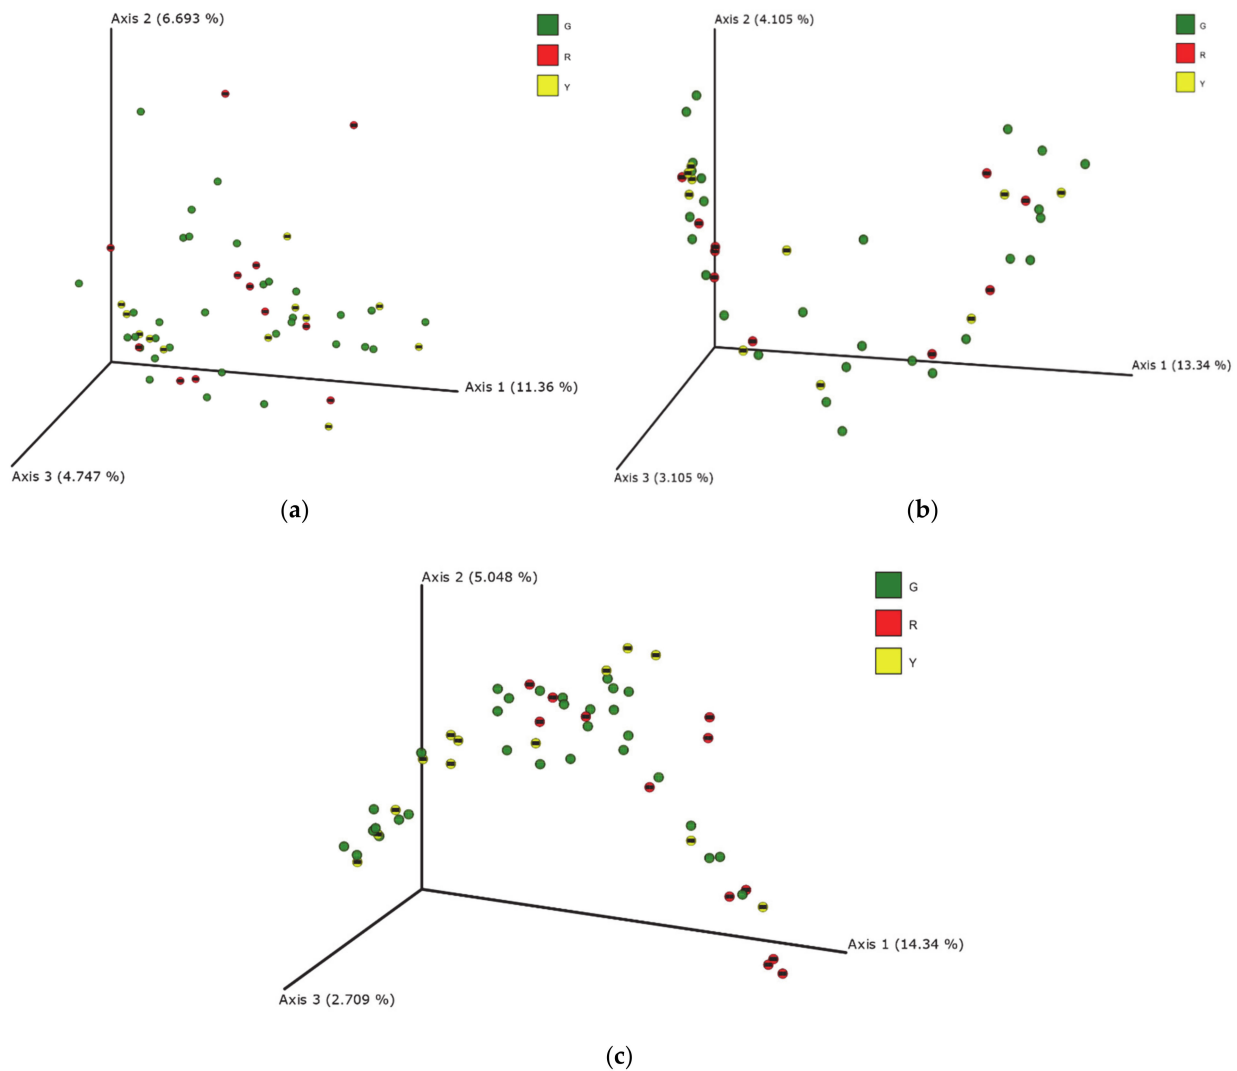 Axis 2 (6.693 %)
G
R
Y
Axis 1 (11.36 %)
Axis 3 (4.747 %)
(a)
Axis 2 (4.105 %)
G
R
Y
Axis 1 (13.34 %)
Axis 3 (3.105 %)
(b)
Axis 2 (5.048 %)
G
R
Y
Axis 1 (14.34 %)
Axis 3 (2.709 %)
(c)